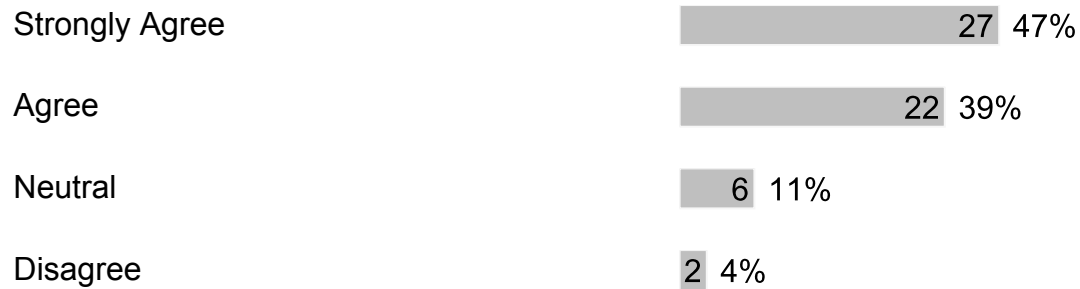 Strongly Agree 27 47%
Agree 22 39%
Neutral 6 11%
Disagree 2 4%